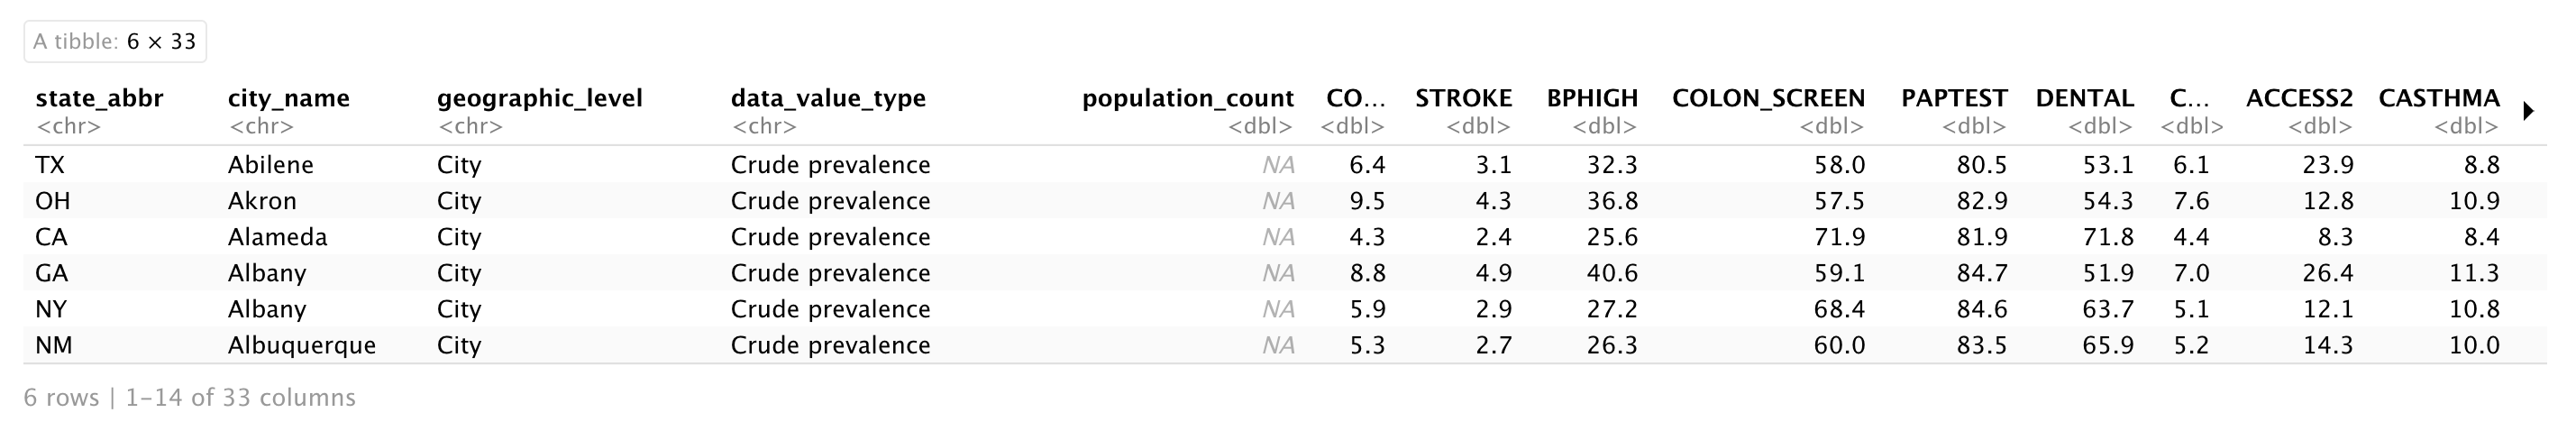 A tibble: 6 × 33
state_abbr city_name geographic_level data_value_type population_count CO... STROKE BPHIGH COLON_SCREEN PAPTEST DENTAL C... ACCESS2 CASTHMA
<chr> <chr> <chr> <chr> <dbl> <dbl> <dbl> <dbl> <dbl> <dbl> <dbl> <dbl> <dbl> <dbl>
TX Abilene City Crude prevalence NA 6.4 3.1 32.3 58.0 80.5 53.1 6.1 23.9 8.8
OH Akron City Crude prevalence NA 9.5 4.3 36.8 57.5 82.9 54.3 7.6 12.8 10.9
CA Alameda City Crude prevalence NA 4.3 2.4 25.6 71.9 81.9 71.8 4.4 8.3 8.4
GA Albany City Crude prevalence NA 8.8 4.9 40.6 59.1 84.7 51.9 7.0 26.4 11.3
NY Albany City Crude prevalence NA 5.9 2.9 27.2 68.4 84.6 63.7 5.1 12.1 10.8
NM Albuquerque City Crude prevalence NA 5.3 2.7 26.3 60.0 83.5 65.9 5.2 14.3 10.0
6 rows | 1–14 of 33 columns